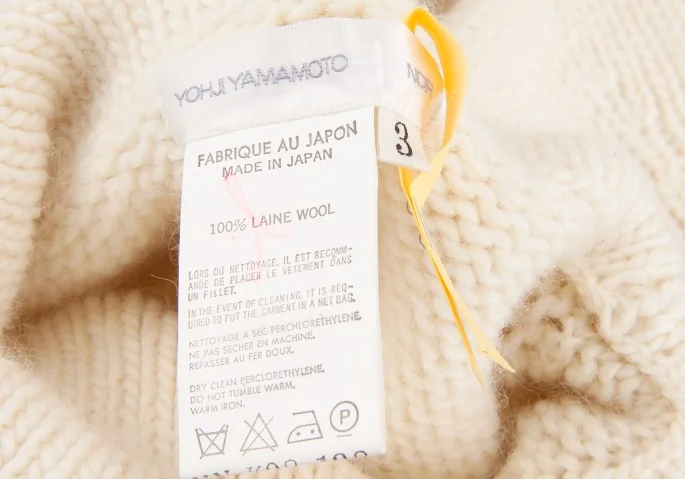 YOHJI YAMAMOTO
NOR
3
FABRIQUE AU JAPON
MADE IN JAPAN
100% LAINE WOOL
LORS DU NETTOYAGE, IL EST RECOMM-
ANDE DE PLACER LE VETEMENT DANS
UN FILLET.
IN THE EVENT OF CLEANING, IT IS REQ-
UIRED TO PUT THE GARMENT IN A NET BAG.
NETTOYAGE A SEC PERCHLORETHYLENE,
NE PAS SECHER EN MACHINE,
REPASSER AU FER DOUX.
DRY CLEAN EERCLORETHYLENE,
DO NOT TUMBLE WARM,
WARM IRON.
P